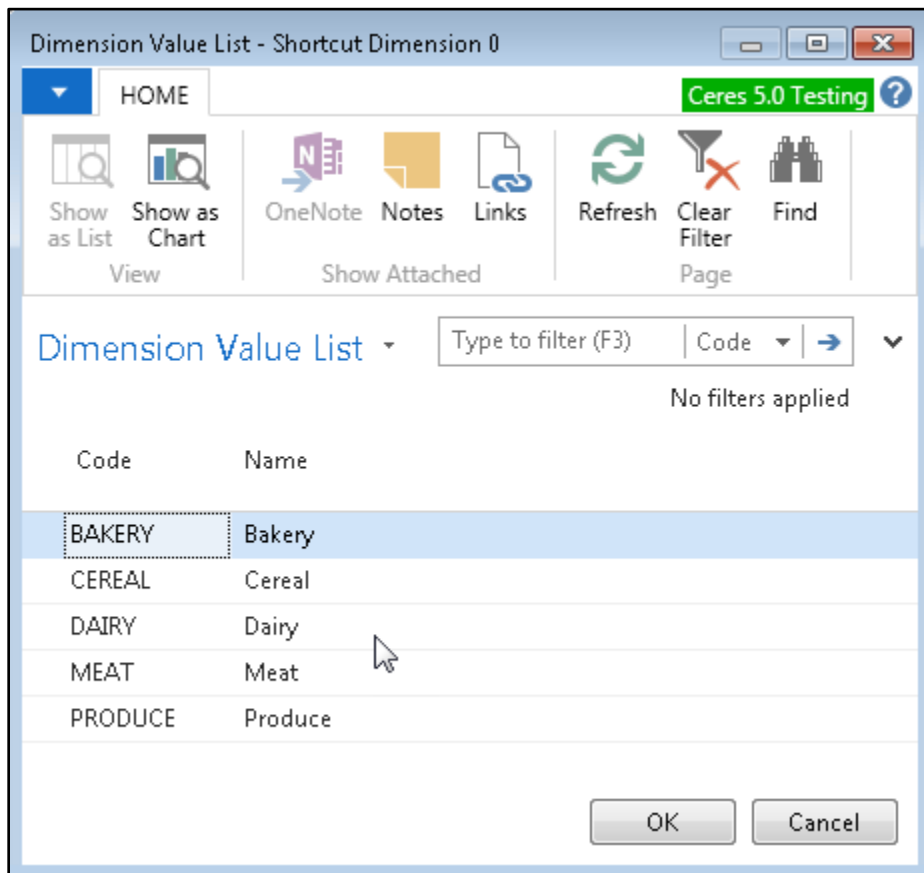 Dimension Value List - Shortcut Dimension 0
HOME
Ceres 5.0 Testing
?
Show as List
Show as Chart
OneNote
Notes
Links
Refresh
Clear Filter
Find
View
Show Attached
Page
Dimension Value List
Type to filter (F3)
Code
No filters applied
Code Name
BAKERY Bakery
CEREAL Cereal
DAIRY Dairy
MEAT Meat
PRODUCE Produce
OK Cancel